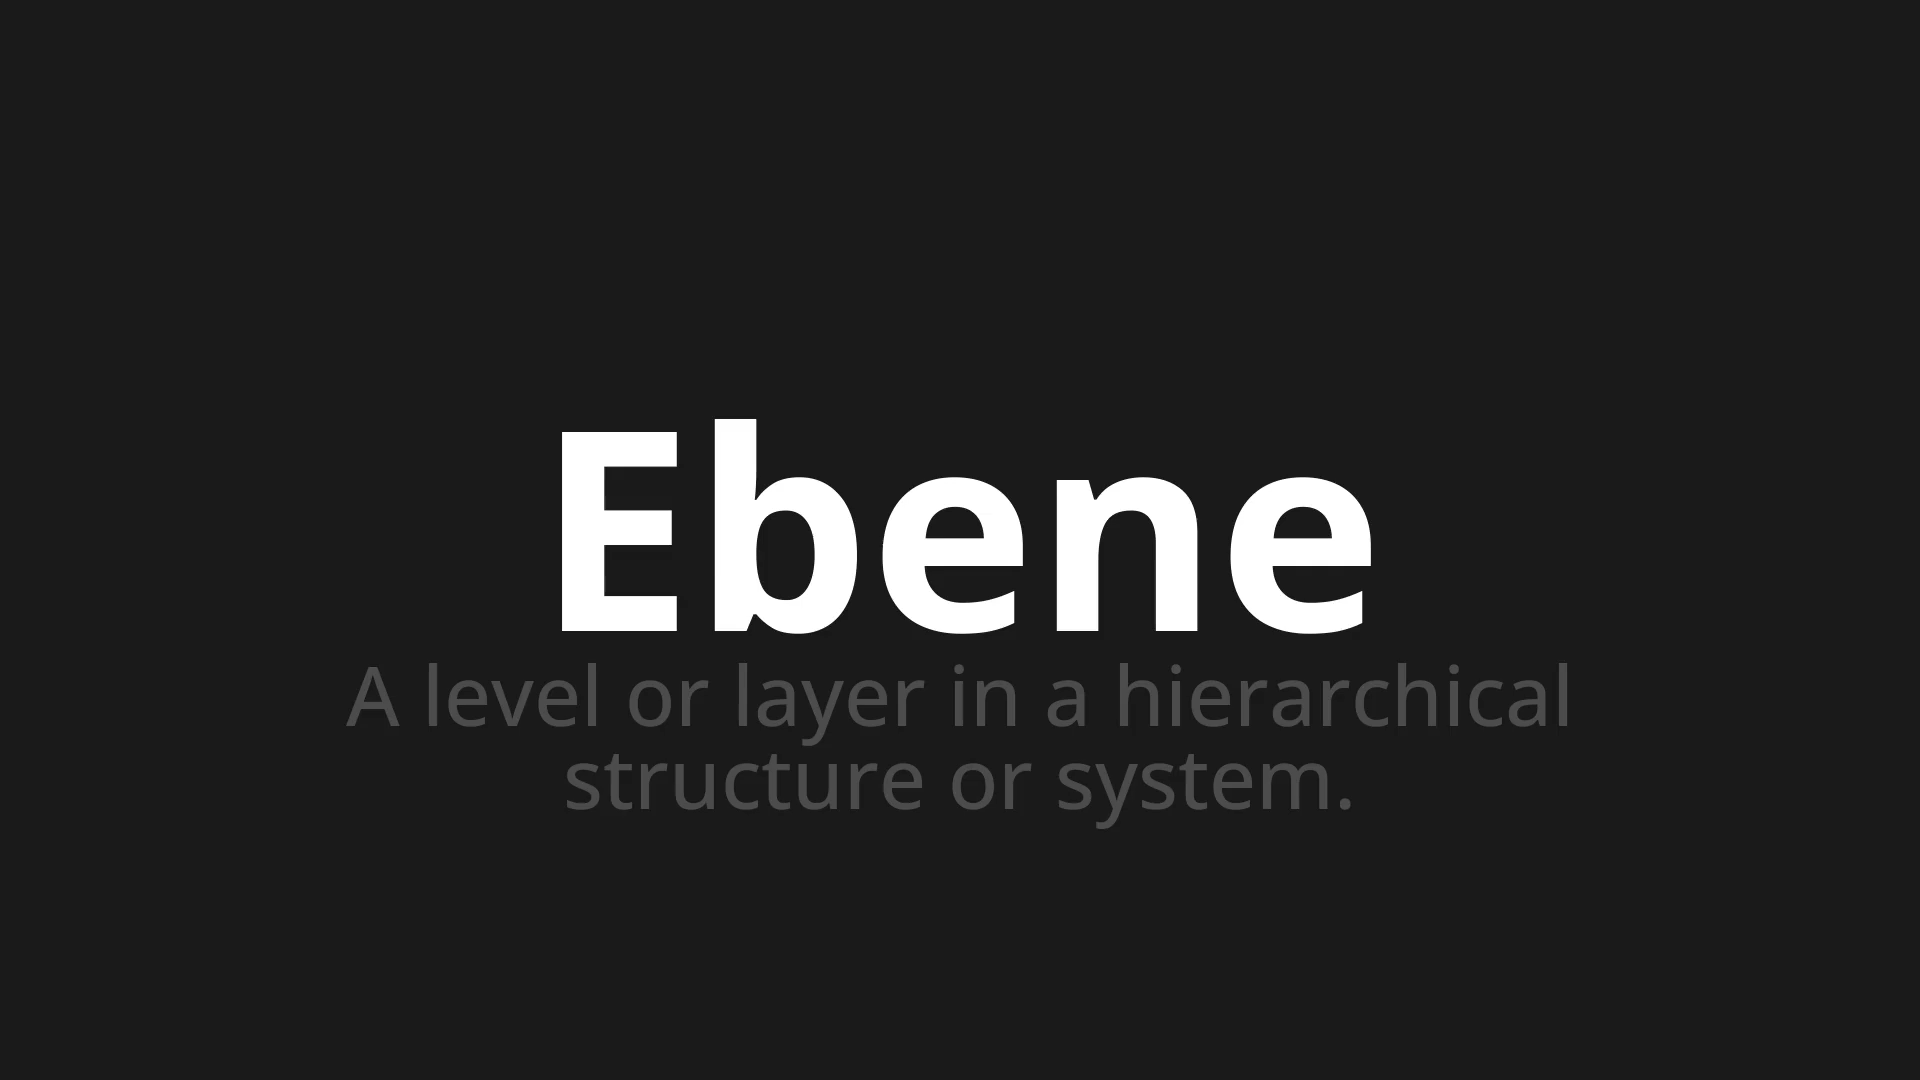 Ebene
A level or layer in a hierarchical
structure or system.